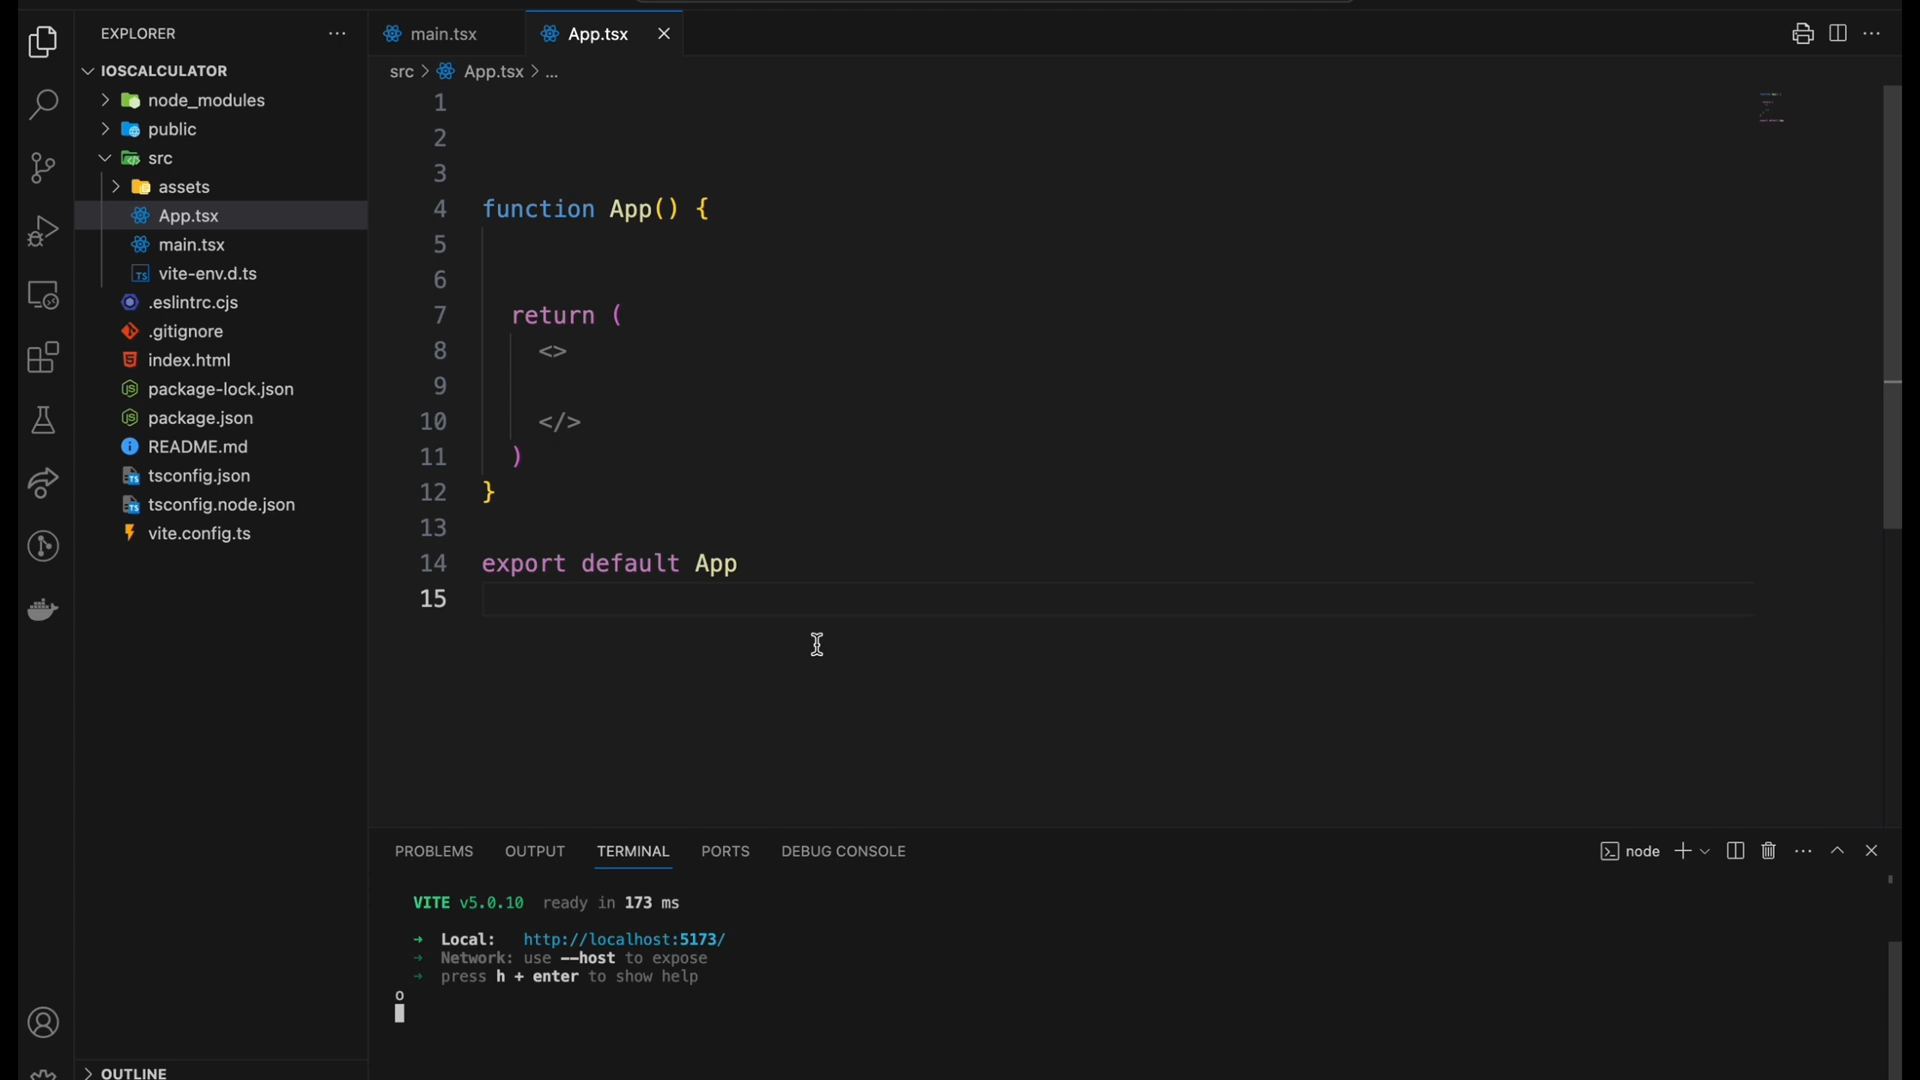 EXPLORER
IOSCALCULATOR
node_modules
public
src
assets
App.tsx
main.tsx
TS vite-env.d.ts
.eslintrc.cjs
.gitignore
index.html
package-lock.json
package.json
README.md
tsconfig.json
tsconfig.node.json
vite.config.ts
OUTLINE
main.tsx App.tsx
src > App.tsx > ...
1
2
3
4 function App() {
5
6
7 return (
8 <>
9
10 </>
11 )
12 }
13
14 export default App
15
PROBLEMS OUTPUT TERMINAL PORTS DEBUG CONSOLE
node
VITE v5.0.10 ready in 173 ms
➜ Local: http://localhost:5173/
➜ Network: use --host to expose
➜ press h + enter to show help
o